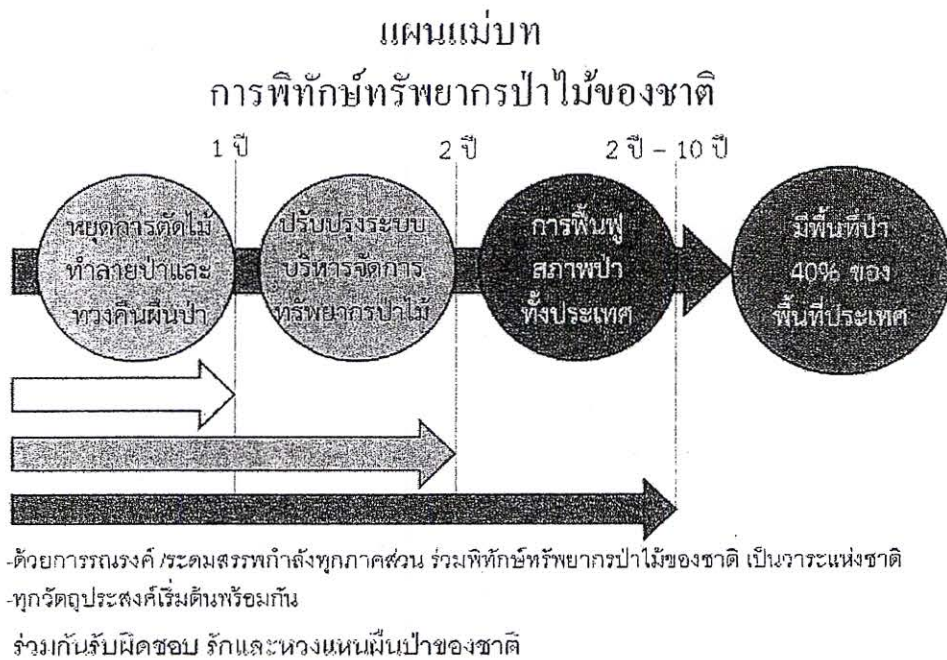 แผนแม่บท
การพิทักษ์ทรัพยากรป่าไม้ของชาติ
1 ปี
2 ปี
2 ปี – 10 ปี
หยุดการตัดไม้
ทำลายป่าและ
ทวงคืนผืนป่า
ปรับปรุงระบบ
บริหารจัดการ
ทรัพยากรป่าไม้
การฟื้นฟู
สภาพป่า
ทั้งประเทศ
มีพื้นที่ป่า
40% ของ
พื้นที่ประเทศ
-ด้วยการรณรงค์ /ระดมสรรพกำลังทุกภาคส่วน ร่วมพิทักษ์ทรัพยากรป่าไม้ของชาติ เป็นวาระแห่งชาติ
-ทุกวัตถุประสงค์เริ่มต้นพร้อมกัน
ร่วมกันรับผิดชอบ รักและหวงแหนผืนป่าของชาติ